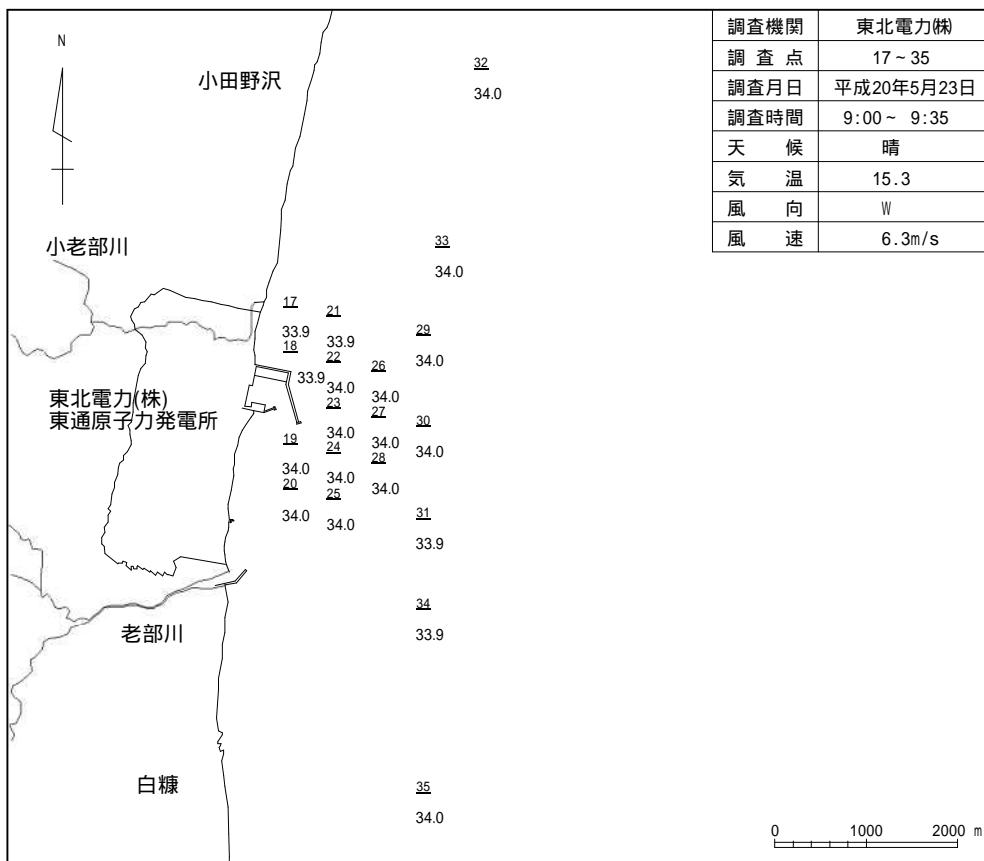 調査機関 東北電力㈱
調 査 点 17~35
調査月日 平成20年5月23日
調査時間 9:00~ 9:35
天 候 晴
気 温 15.3
風 向 W
風 速 6.3m/s
N
小田野沢
32
34.0
小老部川
33
34.0
17
33.9
21
33.9
18
33.9
22
34.0
29
34.0
26
34.0
東北電力(株)
東通原子力発電所
23
34.0
27
34.0
30
34.0
19
34.0
24
34.0
28
34.0
20
34.0
25
34.0
31
33.9
34
33.9
老部川
白糠
35
34.0
0 1000 2000 m